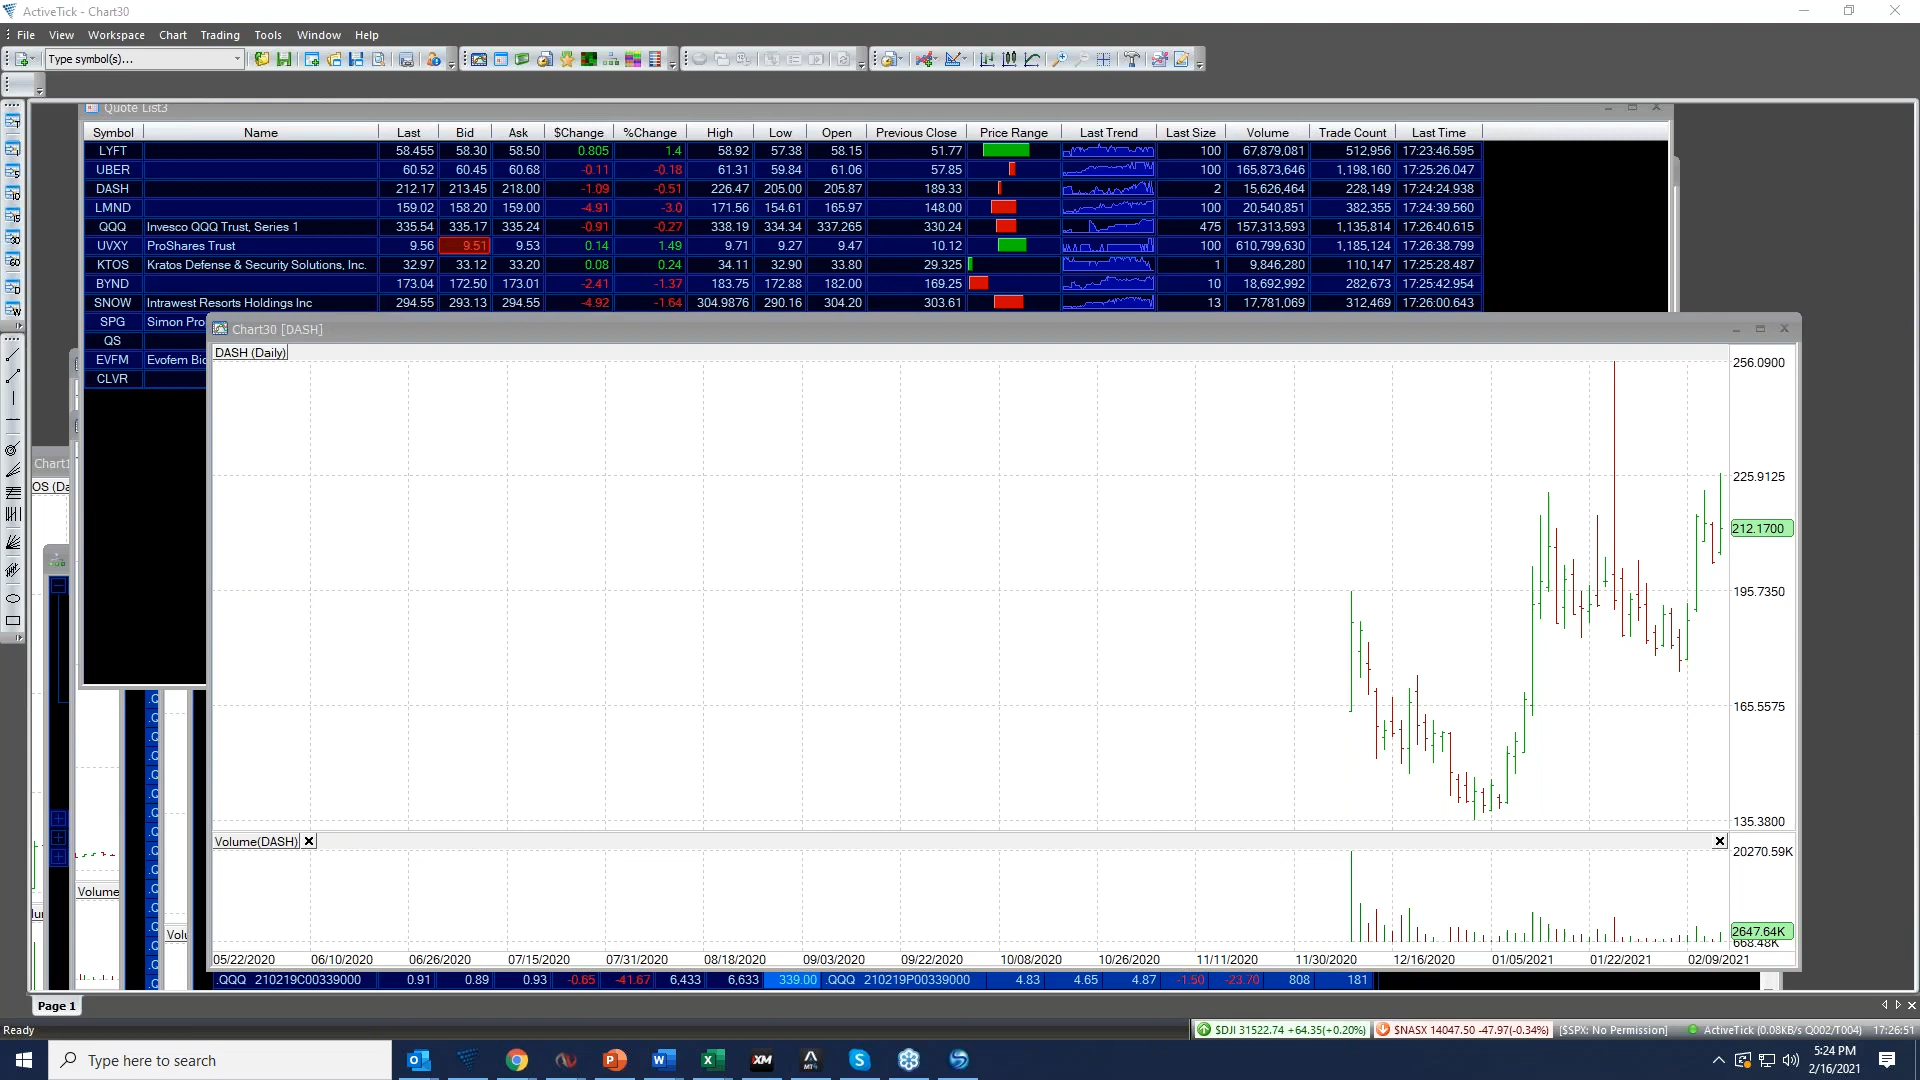 ActiveTick - Chart30
File View Workspace Chart Trading Tools Window Help
Type symbol(s)...
Quote List3
Symbol Name Last Bid Ask $Change %Change High Low Open Previous Close Price Range Last Trend Last Size Volume Trade Count Last Time
LYFT 58.455 58.30 58.50 0.805 1.4 58.92 57.38 58.15 51.77 100 67,879,081 512,956 17:23:46.595
UBER 60.52 60.45 60.68 -0.11 -0.18 61.31 59.84 61.06 57.85 100 165,873,646 1,198,160 17:25:26.047
DASH 212.17 213.45 218.00 -1.09 -0.51 226.47 205.00 205.87 189.33 2 15,626,464 228,149 17:24:24.938
LMND 159.02 158.20 159.00 -4.91 -3.0 171.56 154.61 165.97 148.00 100 20,540,851 382,355 17:24:39.560
QQQ Invesco QQQ Trust, Series 1 335.54 335.17 335.24 -0.91 -0.27 338.19 334.34 337.265 330.24 475 157,313,593 1,135,814 17:26:40.615
UVXY ProShares Trust 9.56 9.51 9.53 0.14 1.49 9.71 9.27 9.47 10.12 100 610,799,630 1,185,124 17:26:38.799
KTOS Kratos Defense & Security Solutions, Inc. 32.97 33.12 33.20 0.08 0.24 34.11 32.90 33.80 29.325 1 9,846,280 110,147 17:25:28.487
BYND 173.04 172.50 173.01 -2.41 -1.37 183.75 172.88 182.00 169.25 10 18,692,992 282,673 17:25:42.954
SNOW Intrawest Resorts Holdings Inc 294.55 293.13 294.55 -4.92 -1.64 304.9876 290.16 304.20 303.61 13 17,781,069 312,469 17:26:00.643
SPG Simon Pro
QS
EVFM Evofem Bio
CLVR
Chart30 [DASH]
DASH (Daily)
256.0900
225.9125
212.1700
195.7350
165.5575
135.3800
Chart1
OS (Da
Volume(DASH)
20270.59K
2647.64K
668.48K
Volume
Volu
05/22/2020 06/10/2020 06/26/2020 07/15/2020 07/31/2020 08/18/2020 09/03/2020 09/22/2020 10/08/2020 10/26/2020 11/11/2020 11/30/2020 12/16/2020 01/05/2021 01/22/2021 02/09/2021
.QQQ 210219C00339000 0.91 0.89 0.93 -0.65 -41.67 6,433 6,633 339.00 .QQQ 210219P00339000 4.83 4.65 4.87 -1.50 -23.70 808 181
Page 1
Ready
$DJI 31522.74 +64.35(+0.20%) $NASX 14047.50 -47.97(-0.34%) [$SPX: No Permission] ActiveTick (0.08KB/s Q002/T004) 17:26:51
Type here to search
XM
MT4
5:24 PM
2/16/2021